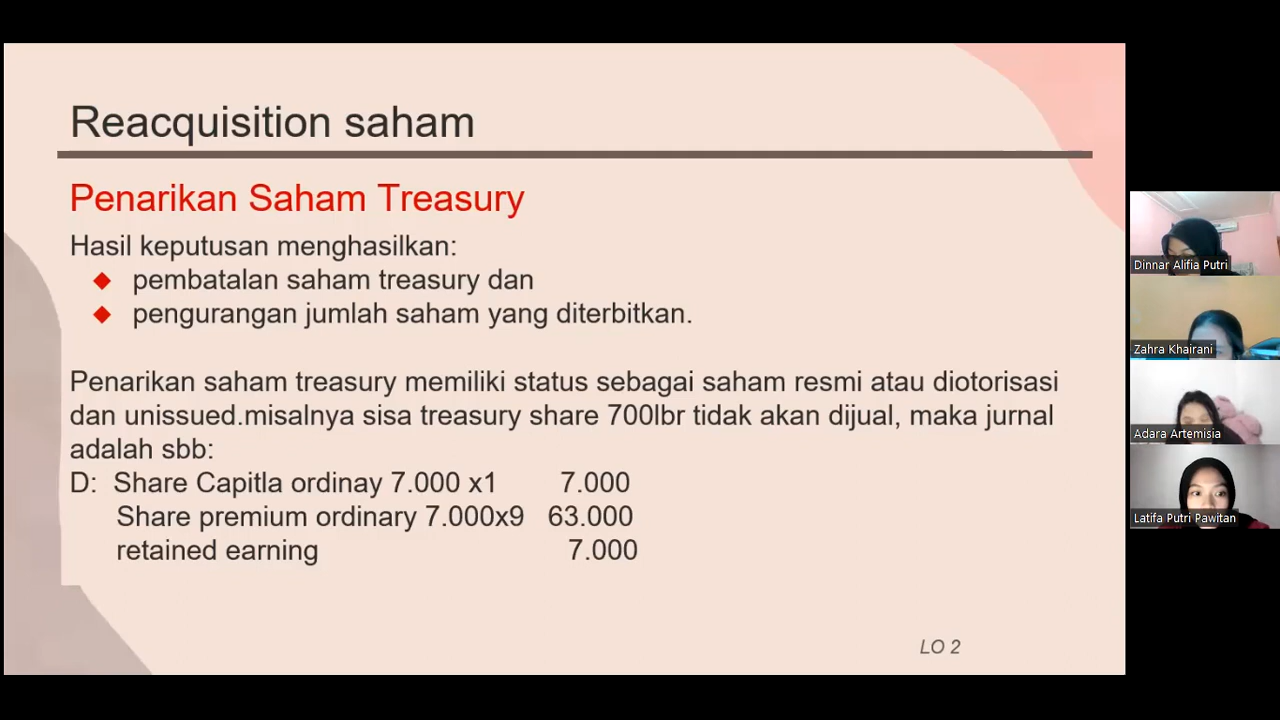 Reacquisition saham
Penarikan Saham Treasury
Hasil keputusan menghasilkan:
pembatalan saham treasury dan
pengurangan jumlah saham yang diterbitkan.
Penarikan saham treasury memiliki status sebagai saham resmi atau diotorisasi
dan unissued.misalnya sisa treasury share 700lbr tidak akan dijual, maka jurnal
adalah sbb:
D: Share Capitla ordinay 7.000 x1 7.000
Share premium ordinary 7.000x9 63.000
retained earning 7.000
LO 2
Dinnar Alifia Putri
Zahra Khairani
Adara Artemisia
Latifa Putri Pawitan